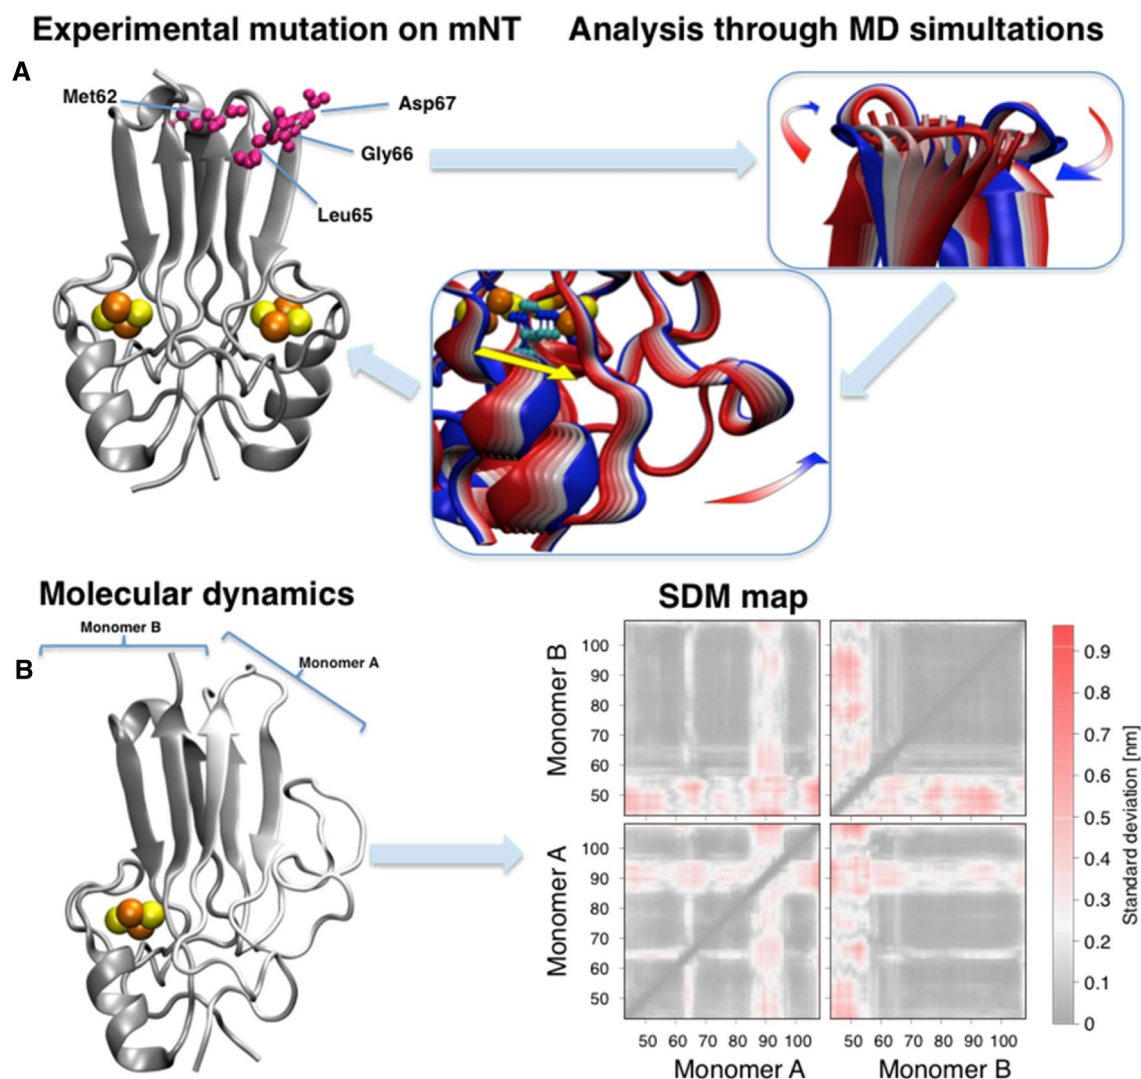 Experimental mutation on mNT
Analysis through MD simultations
A
Met62
Asp67
Gly66
Leu65
Molecular dynamics
SDM map
B
Monomer B
Monomer A
Monomer B
100
90
80
70
60
50
Monomer A
100
90
80
70
60
50
50 60 70 80 90 100
50 60 70 80 90 100
Monomer A
Monomer B
0.9
0.8
0.7
0.6
0.5
0.4
0.3
0.2
0.1
0
Standard deviation [nm]